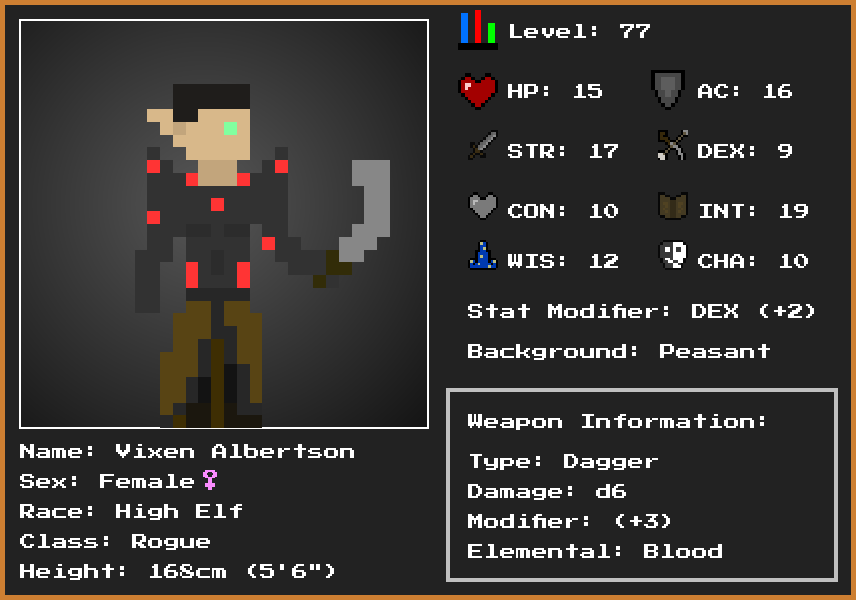 Level: 77
HP: 15
AC: 16
STR: 17
DEX: 9
CON: 10
INT: 19
WIS: 12
CHA: 10
Stat Modifier: DEX (+2)
Background: Peasant
Weapon Information:
Type: Dagger
Damage: d6
Modifier: (+3)
Elemental: Blood
Name: Vixen Albertson
Sex: Female♀
Race: High Elf
Class: Rogue
Height: 168cm (5'6")